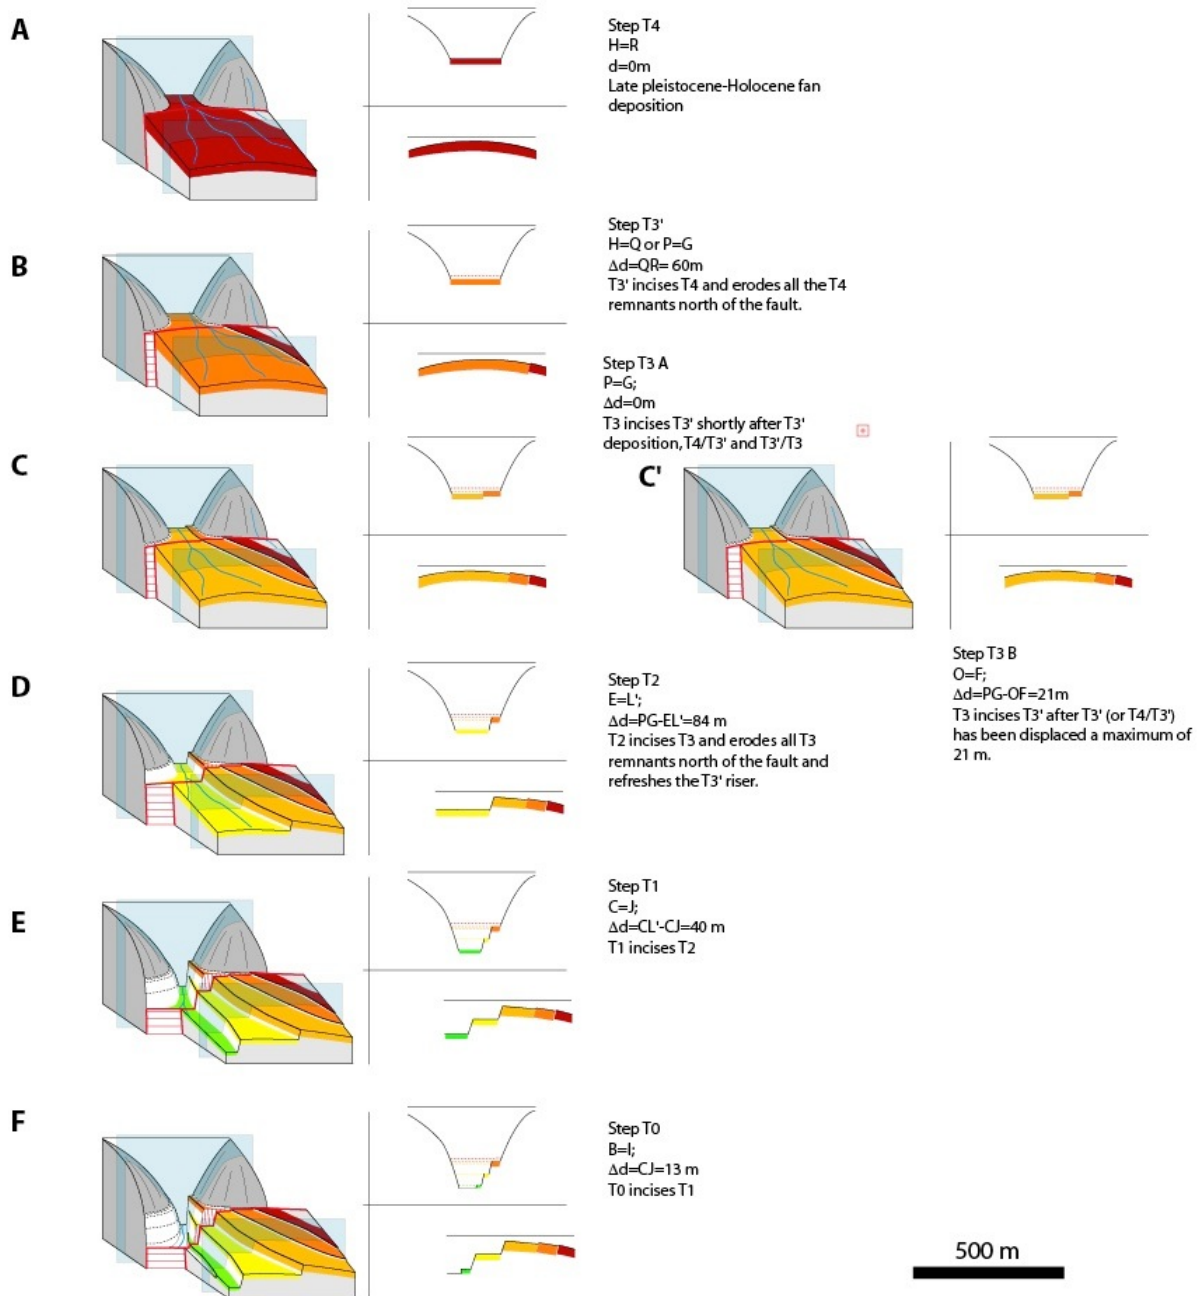 A
Step T4
H=R
d=0m
Late pleistocene-Holocene fan
deposition
B
Step T3'
H=Q or P=G
Δd=QR= 60m
T3' incises T4 and erodes all the T4
remnants north of the fault.
Step T3 A
P=G;
Δd=0m
T3 incises T3' shortly after T3'
deposition, T4/T3' and T3'/T3
C
C'
Step T3 B
O=F;
Δd=PG-OF=21m
T3 incises T3' after T3' (or T4/T3')
has been displaced a maximum of
21 m.
D
Step T2
E=L';
Δd=PG-EL'=84 m
T2 incises T3 and erodes all T3
remnants north of the fault and
refreshes the T3' riser.
E
Step T1
C=J;
Δd=CL'-CJ=40 m
T1 incises T2
F
Step T0
B=I;
Δd=CJ=13 m
T0 incises T1
500 m